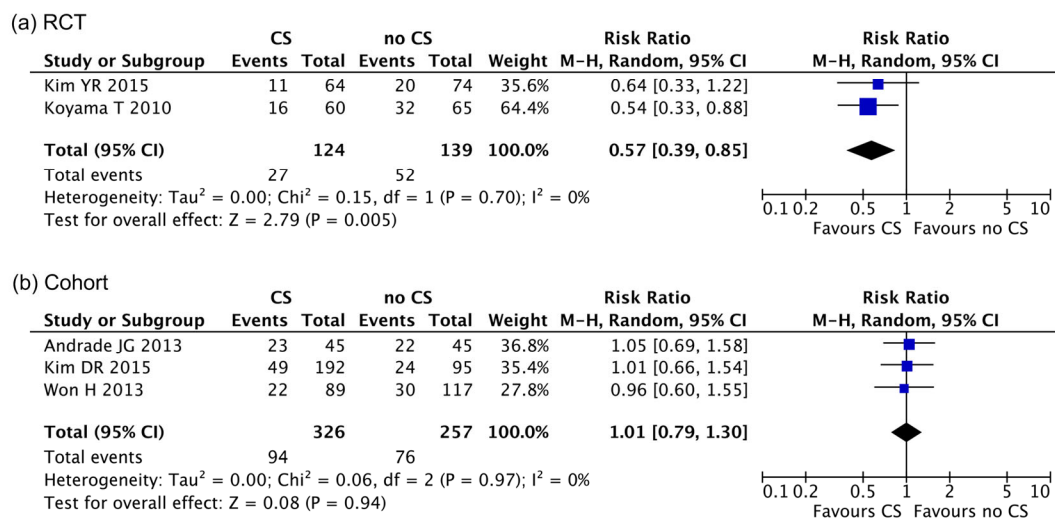 (a) RCT
CS no CS Risk Ratio Risk Ratio
Study or Subgroup Events Total Events Total Weight M-H, Random, 95% CI M-H, Random, 95% CI
Kim YR 2015 11 64 20 74 35.6% 0.64 [0.33, 1.22]
Koyama T 2010 16 60 32 65 64.4% 0.54 [0.33, 0.88]
Total (95% CI) 124 139 100.0% 0.57 [0.39, 0.85]
Total events 27 52
Heterogeneity: Tau² = 0.00; Chi² = 0.15, df = 1 (P = 0.70); I² = 0%
Test for overall effect: Z = 2.79 (P = 0.005)
0.1 0.2 0.5 1 2 5 10
Favours CS Favours no CS
(b) Cohort
CS no CS Risk Ratio Risk Ratio
Study or Subgroup Events Total Events Total Weight M-H, Random, 95% CI M-H, Random, 95% CI
Andrade JG 2013 23 45 22 45 36.8% 1.05 [0.69, 1.58]
Kim DR 2015 49 192 24 95 35.4% 1.01 [0.66, 1.54]
Won H 2013 22 89 30 117 27.8% 0.96 [0.60, 1.55]
Total (95% CI) 326 257 100.0% 1.01 [0.79, 1.30]
Total events 94 76
Heterogeneity: Tau² = 0.00; Chi² = 0.06, df = 2 (P = 0.97); I² = 0%
Test for overall effect: Z = 0.08 (P = 0.94)
0.1 0.2 0.5 1 2 5 10
Favours CS Favours no CS